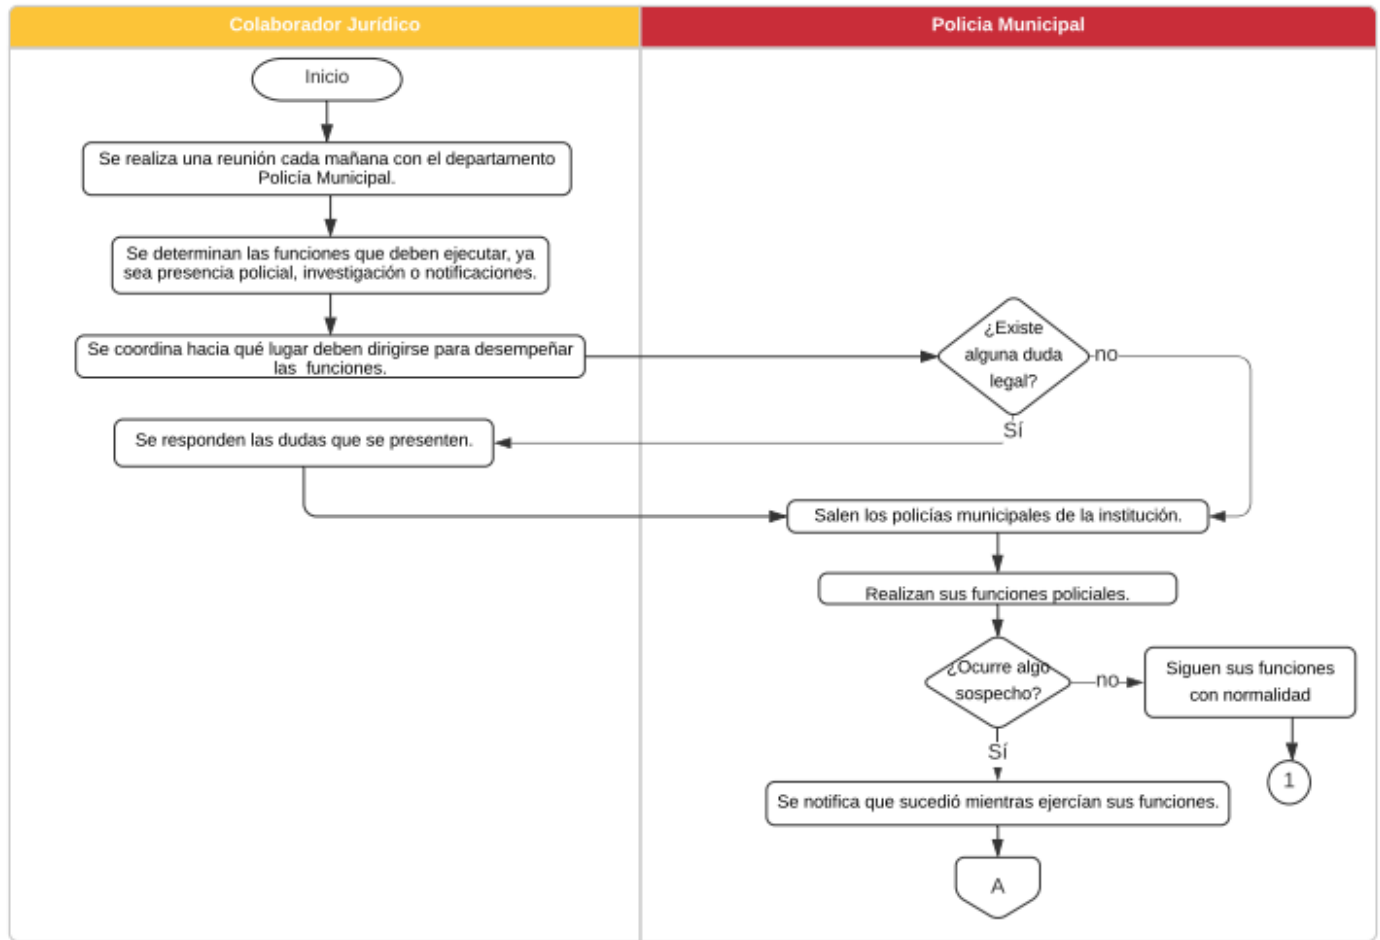 Colaborador Jurídico
Policia Municipal
Inicio
Se realiza una reunión cada mañana con el departamento
Policía Municipal.
Se determinan las funciones que deben ejecutar, ya
sea presencia policial, investigación o notificaciones.
Se coordina hacia qué lugar deben dirigirse para desempeñar
las funciones.
¿Existe
alguna duda
legal?
no
Sí
Se responden las dudas que se presenten.
Salen los policías municipales de la institución.
Realizan sus funciones policiales.
¿Ocurre algo
sospecho?
no
Siguen sus funciones
con normalidad
1
Sí
Se notifica que sucedió mientras ejercían sus funciones.
A